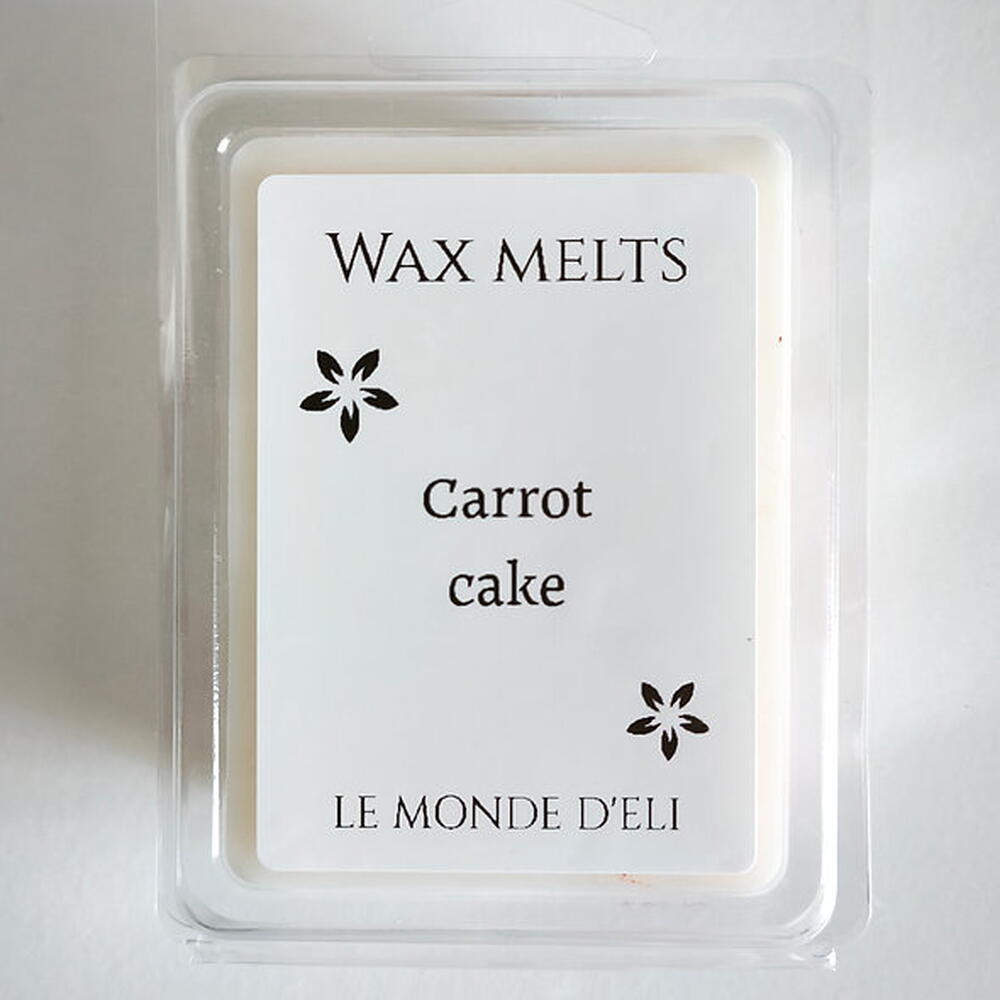 WAX MELTS
Carrot
cake
LE MONDE D'ELI